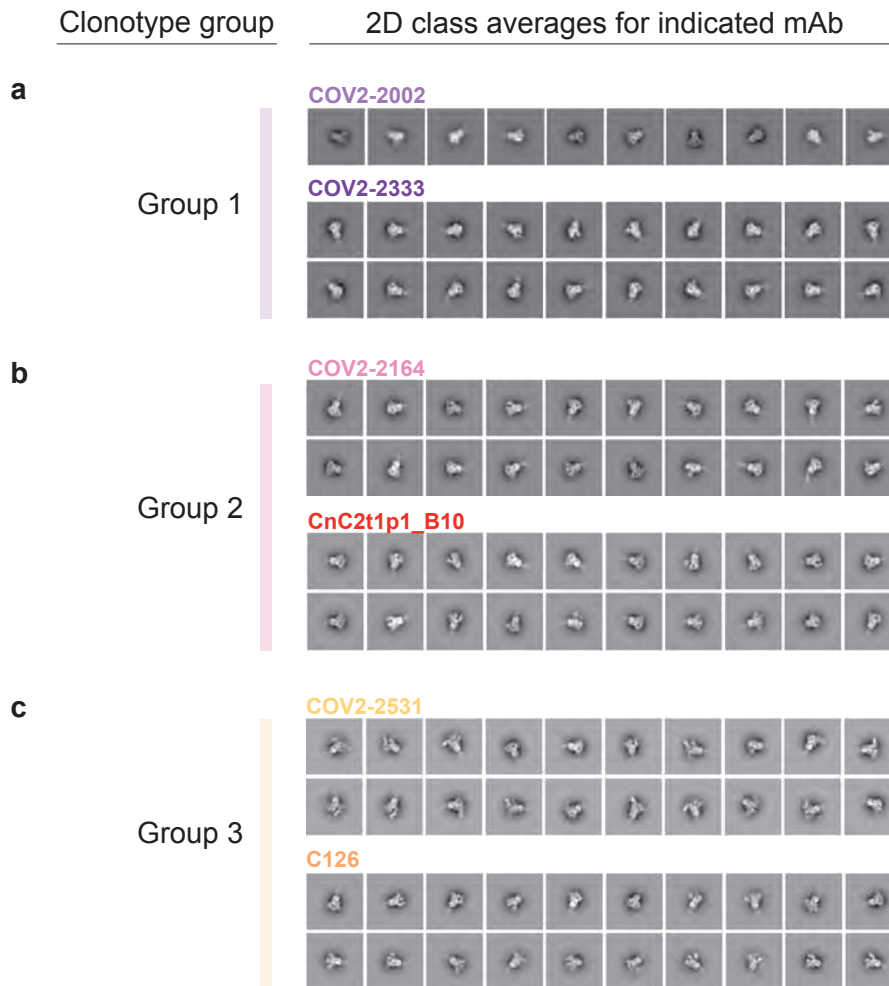 Clonotype group
2D class averages for indicated mAb
a
COV2-2002
Group 1
COV2-2333
b
COV2-2164
Group 2
CnC2t1p1_B10
c
COV2-2531
Group 3
C126